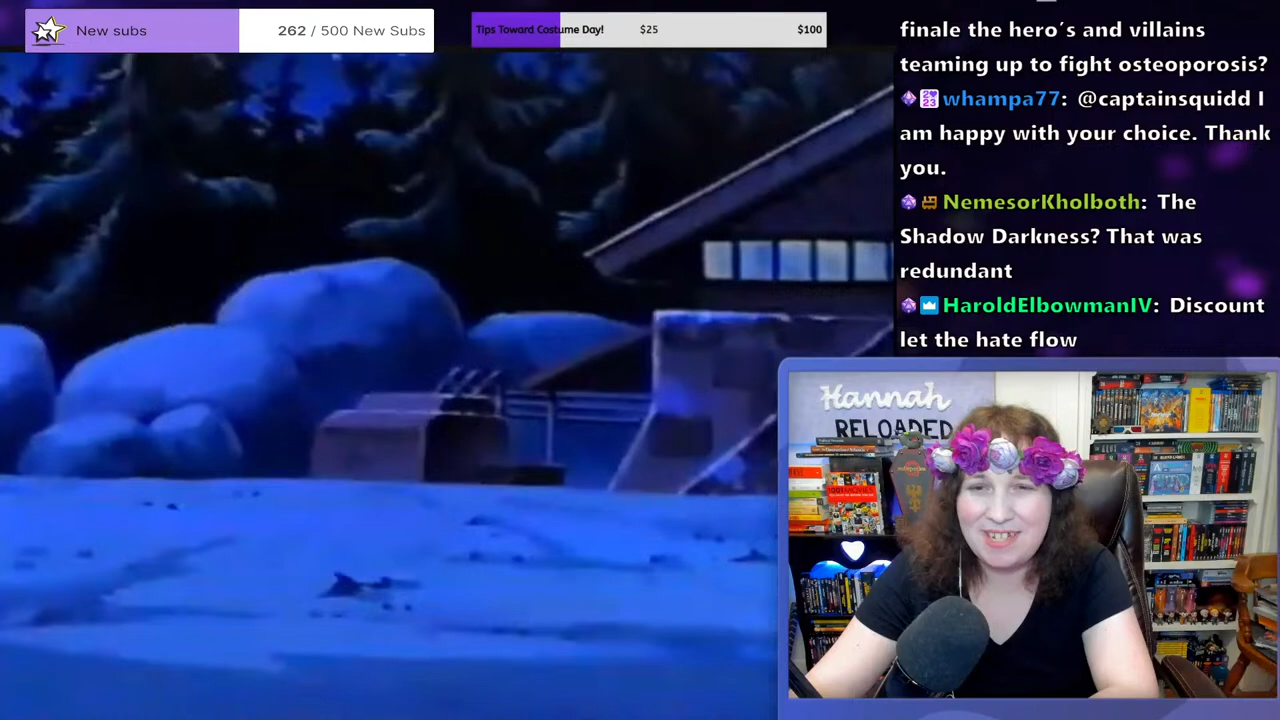 New subs 262 / 500 New Subs
Tips Toward Costume Day! $25 $100
finale the hero´s and villains
teaming up to fight osteoporosis?
whampa77: @captainsquidd I
am happy with your choice. Thank
you.
NemesorKholboth: The
Shadow Darkness? That was
redundant
HaroldElbowmanIV: Discount
let the hate flow
Hannah
RELOADED